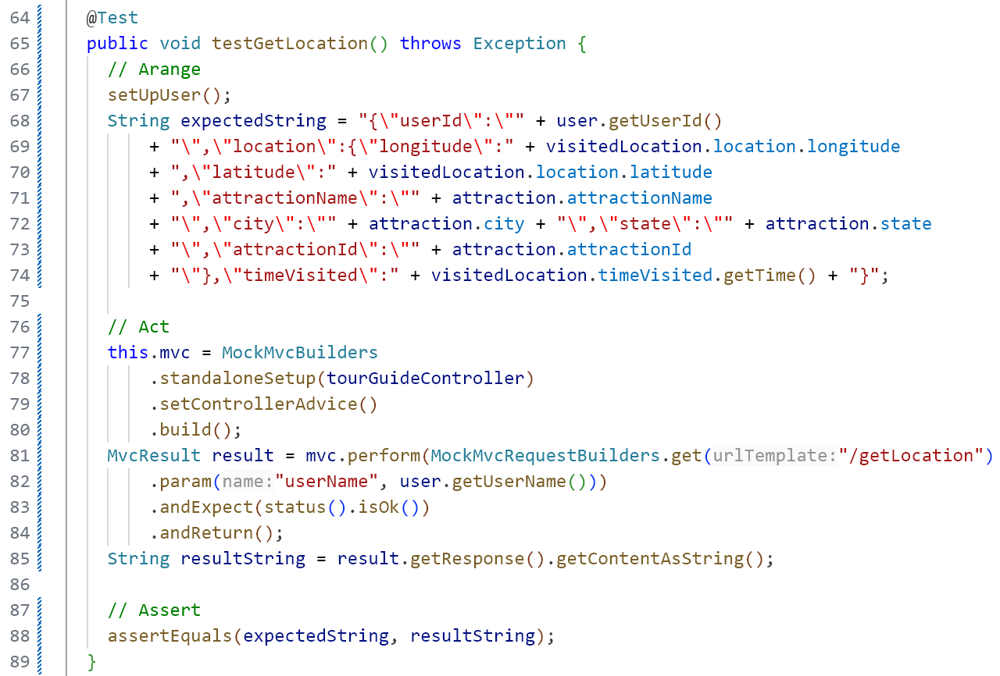 64 @Test
65 public void testGetLocation() throws Exception {
66 // Arange
67 setUpUser();
68 String expectedString = "{\"userId\":\"" + user.getUserId()
69 + "\",\"location\":{\"longitude\":" + visitedLocation.location.longitude
70 + ",\"latitude\":" + visitedLocation.location.latitude
71 + ",\"attractionName\":\"" + attraction.attractionName
72 + "\",\"city\":\"" + attraction.city + "\",\"state\":\"" + attraction.state
73 + "\",\"attractionId\":\"" + attraction.attractionId
74 + "\"},\"timeVisited\":" + visitedLocation.timeVisited.getTime() + "}";
75
76 // Act
77 this.mvc = MockMvcBuilders
78 .standaloneSetup(tourGuideController)
79 .setControllerAdvice()
80 .build();
81 MvcResult result = mvc.perform(MockMvcRequestBuilders.get(urlTemplate:"/getLocation")
82 .param(name:"userName", user.getUserName()))
83 .andExpect(status().isOk())
84 .andReturn();
85 String resultString = result.getResponse().getContentAsString();
86
87 // Assert
88 assertEquals(expectedString, resultString);
89 }